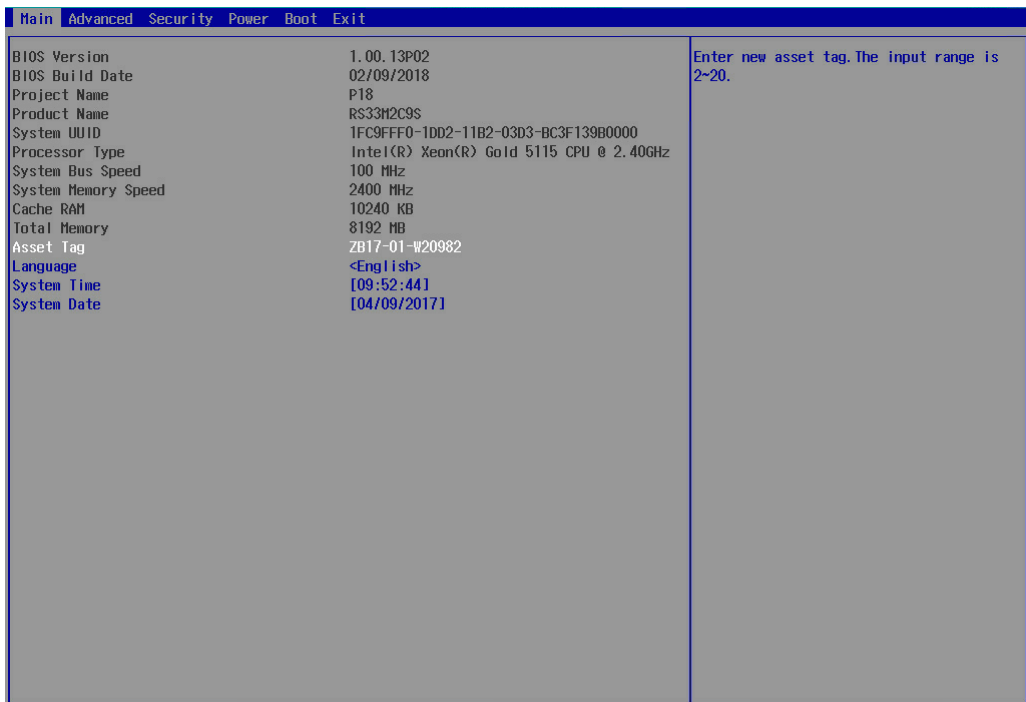 Main Advanced Security Power Boot Exit
BIOS Version 1.00.13P02
BIOS Build Date 02/09/2018
Project Name P18
Product Name RS33M2C9S
System UUID 1FC9FFF0-1DD2-11B2-03D3-BC3F139B0000
Processor Type Intel(R) Xeon(R) Gold 5115 CPU @ 2.40GHz
System Bus Speed 100 MHz
System Memory Speed 2400 MHz
Cache RAM 10240 KB
Total Memory 8192 MB
Asset Tag ZB17-01-W20982
Language <English>
System Time [09:52:44]
System Date [04/09/2017]
Enter new asset tag.The input range is
2~20.